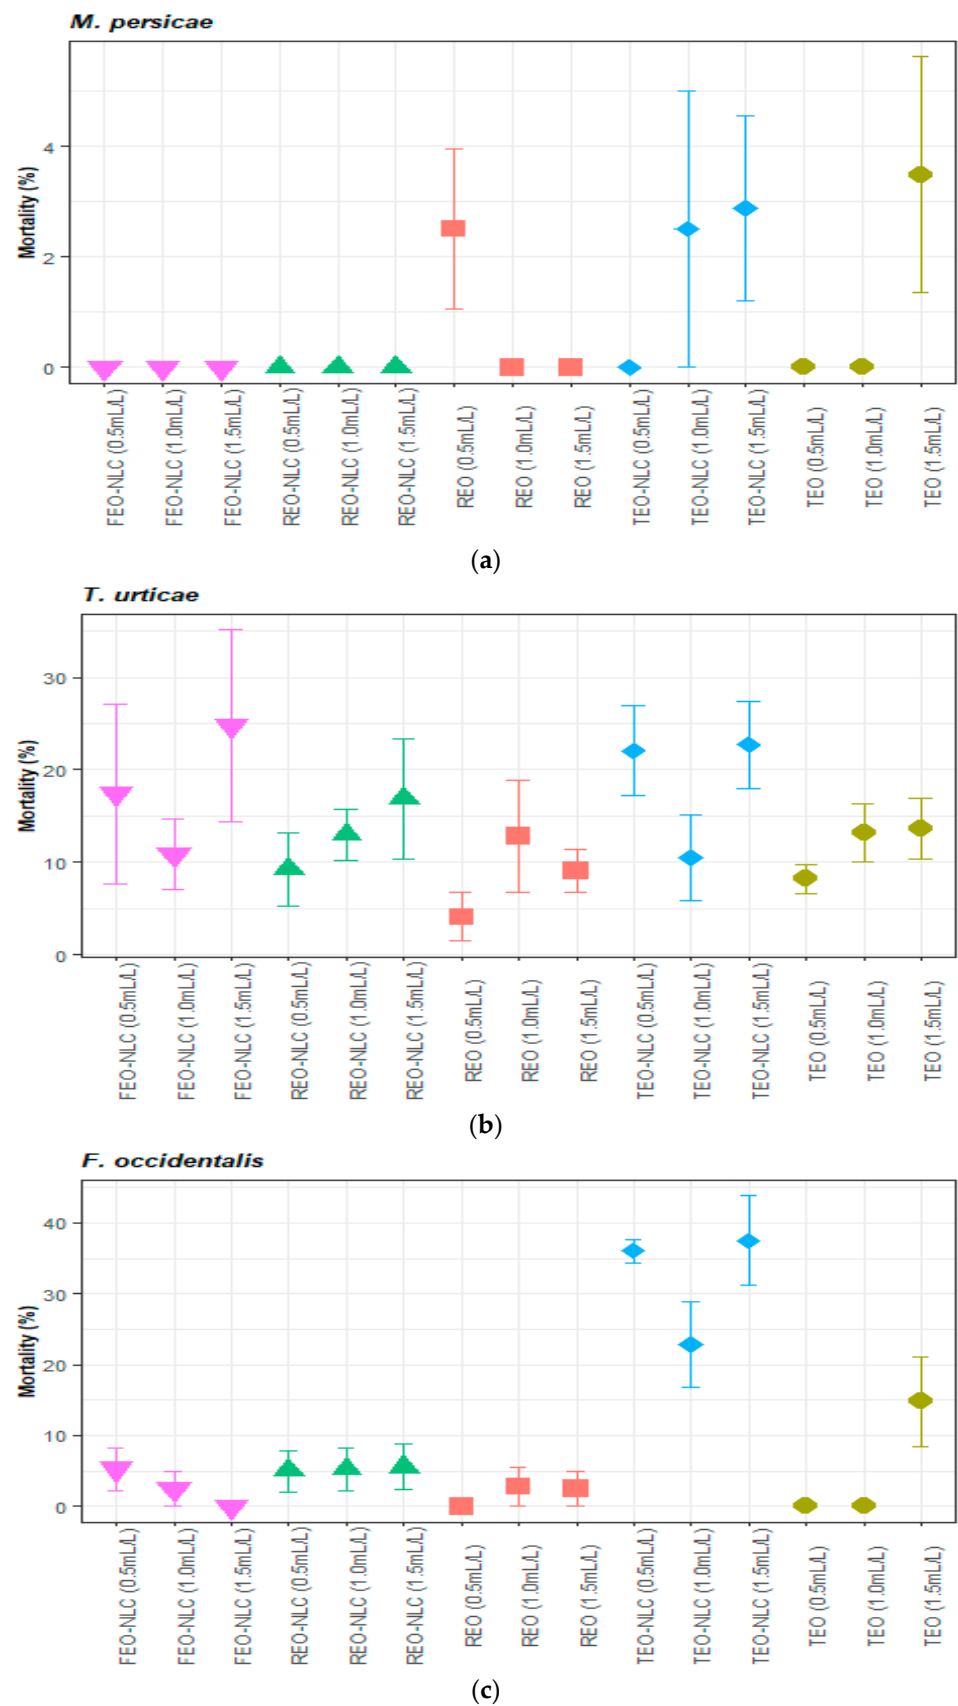 M. persicae
Mortality (%)
4
2
0
FEO-NLC (0.5mL/L)
FEO-NLC (1.0mL/L)
FEO-NLC (1.5mL/L)
REO-NLC (0.5mL/L)
REO-NLC (1.0mL/L)
REO-NLC (1.5mL/L)
REO (0.5mL/L)
REO (1.0mL/L)
REO (1.5mL/L)
TEO-NLC (0.5mL/L)
TEO-NLC (1.0mL/L)
TEO-NLC (1.5mL/L)
TEO (0.5mL/L)
TEO (1.0mL/L)
TEO (1.5mL/L)
(a)
T. urticae
Mortality (%)
30
20
10
0
FEO-NLC (0.5mL/L)
FEO-NLC (1.0mL/L)
FEO-NLC (1.5mL/L)
REO-NLC (0.5mL/L)
REO-NLC (1.0mL/L)
REO-NLC (1.5mL/L)
REO (0.5mL/L)
REO (1.0mL/L)
REO (1.5mL/L)
TEO-NLC (0.5mL/L)
TEO-NLC (1.0mL/L)
TEO-NLC (1.5mL/L)
TEO (0.5mL/L)
TEO (1.0mL/L)
TEO (1.5mL/L)
(b)
F. occidentalis
Mortality (%)
40
30
20
10
0
FEO-NLC (0.5mL/L)
FEO-NLC (1.0mL/L)
FEO-NLC (1.5mL/L)
REO-NLC (0.5mL/L)
REO-NLC (1.0mL/L)
REO-NLC (1.5mL/L)
REO (0.5mL/L)
REO (1.0mL/L)
REO (1.5mL/L)
TEO-NLC (0.5mL/L)
TEO-NLC (1.0mL/L)
TEO-NLC (1.5mL/L)
TEO (0.5mL/L)
TEO (1.0mL/L)
TEO (1.5mL/L)
(c)